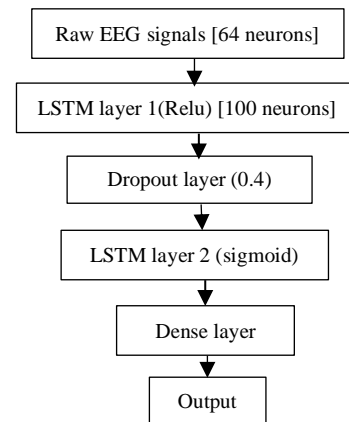 Raw EEG signals [64 neurons]
LSTM layer 1(Relu) [100 neurons]
Dropout layer (0.4)
LSTM layer 2 (sigmoid)
Dense layer
Output